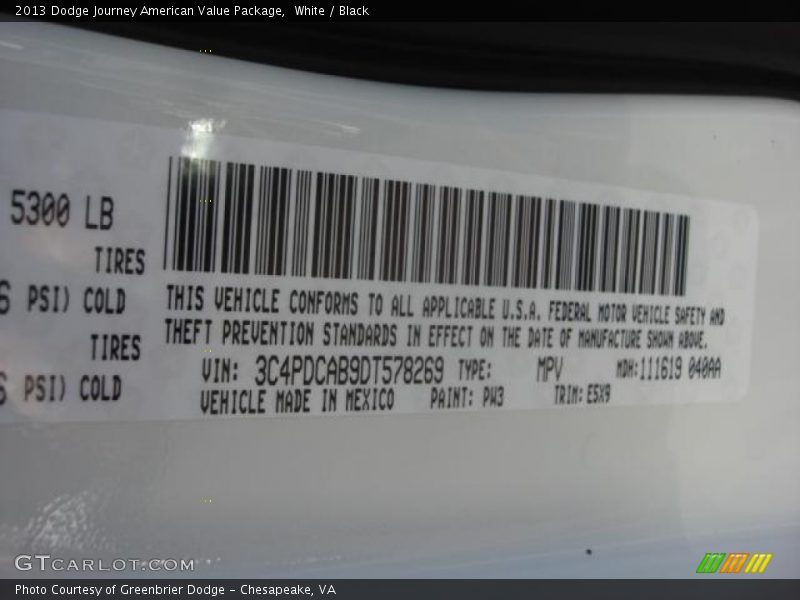 2013 Dodge Journey American Value Package,  White / Black
5300 LB
TIRES
6 PSI) COLD
TIRES
6 PSI) COLD
THIS VEHICLE CONFORMS TO ALL APPLICABLE U.S.A. FEDERAL MOTOR VEHICLE SAFETY AND
THEFT PREVENTION STANDARDS IN EFFECT ON THE DATE OF MANUFACTURE SHOWN ABOVE.
VIN: 3C4PDCAB9DT578269 TYPE: MPV MDH:111619 040AA
VEHICLE MADE IN MEXICO PAINT: PW3 TRIM: E5X9
GTCARLOT.COM
Photo Courtesy of Greenbrier Dodge - Chesapeake, VA